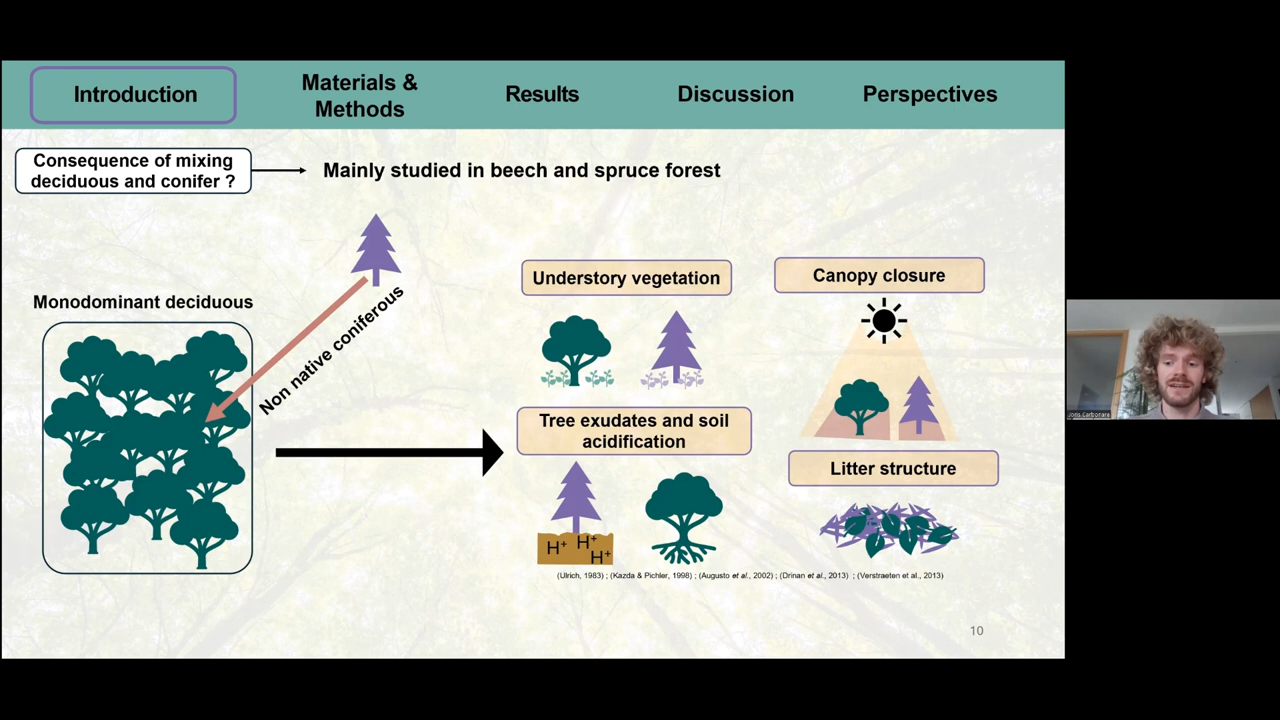 Introduction
Materials &
Methods
Results
Discussion
Perspectives
Consequence of mixing
deciduous and conifer ?
Mainly studied in beech and spruce forest
Monodominant deciduous
Non native coniferous
Understory vegetation
Canopy closure
Tree exudates and soil
acidification
Litter structure
H+ H+
H+
(Ulrich, 1983) ; (Kazda & Pichler, 1998) ; (Augusto et al., 2002) ; (Drinan et al., 2013) ; (Verstraeten et al., 2013)
10
Joris Carbonare